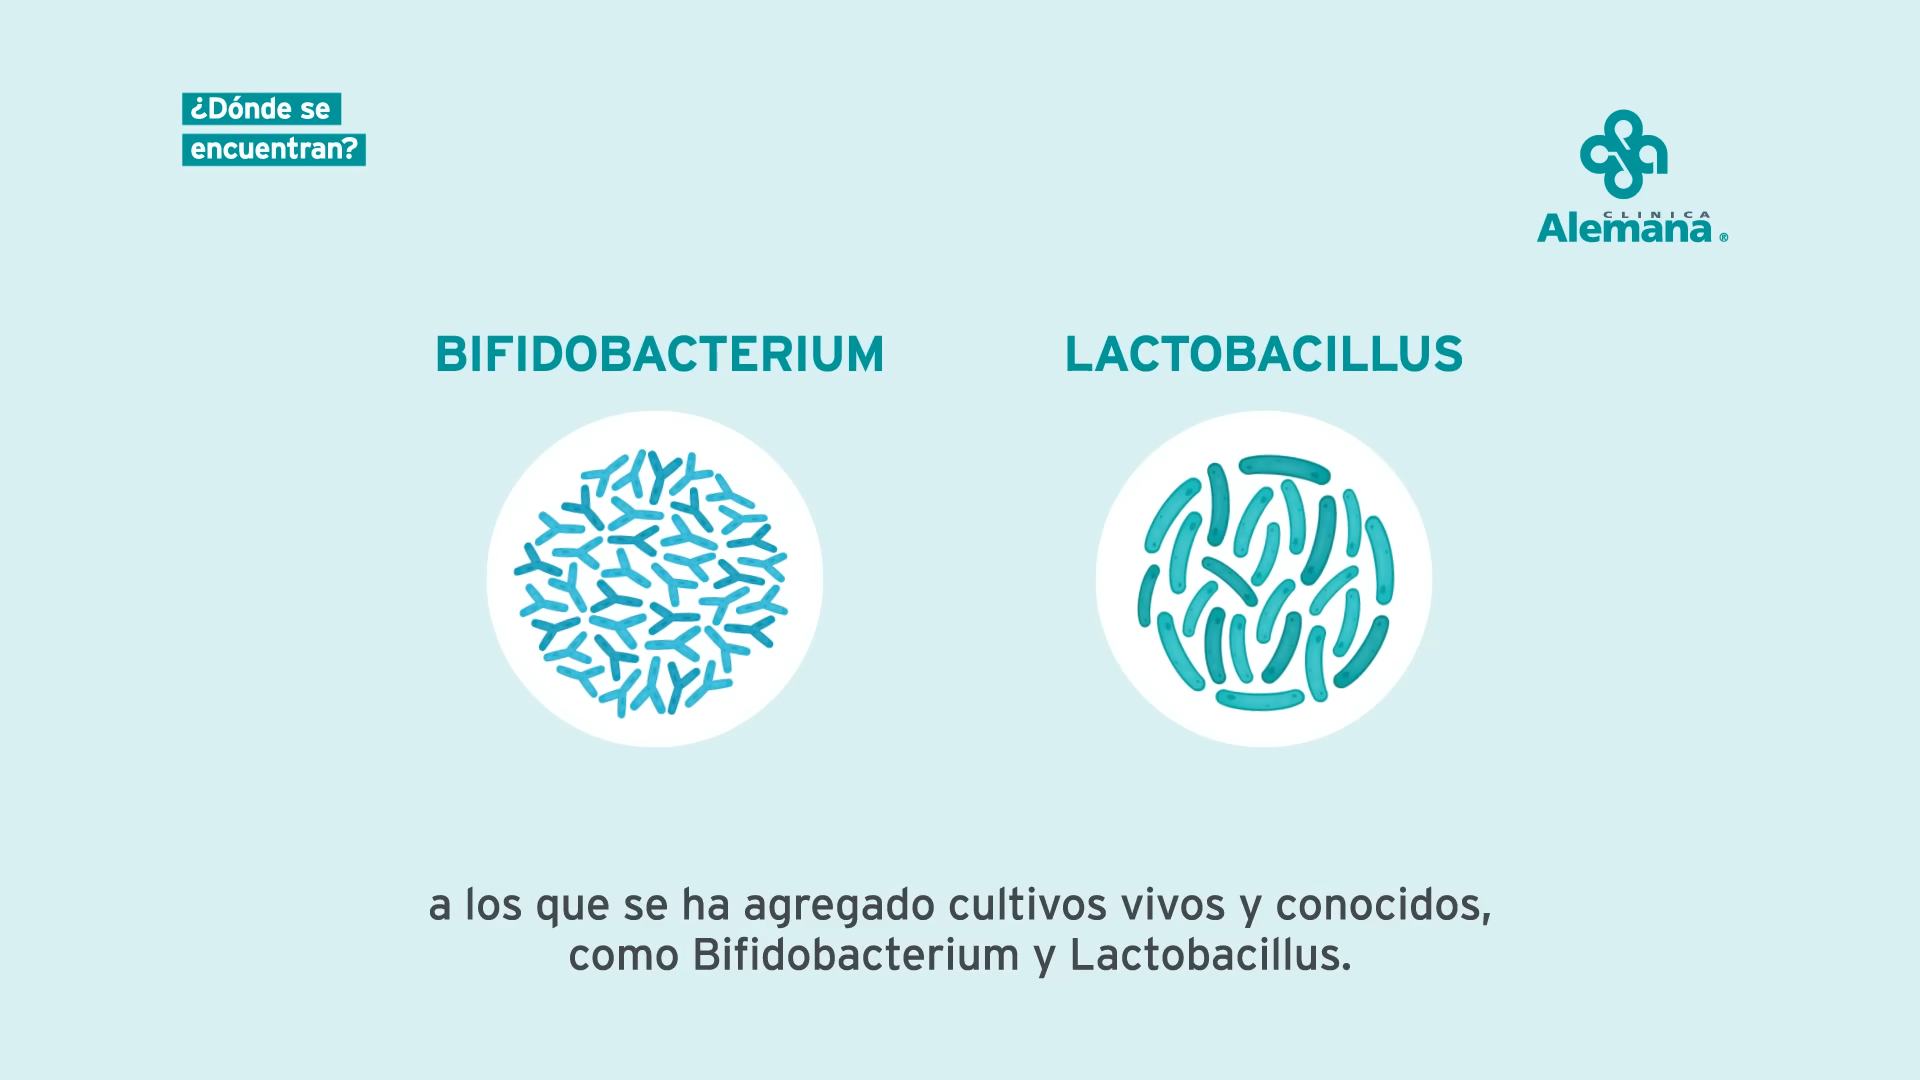 ¿Dónde se
encuentran?
CLINICA
Alemana ®
BIFIDOBACTERIUM
LACTOBACILLUS
a los que se ha agregado cultivos vivos y conocidos,
como Bifidobacterium y Lactobacillus.